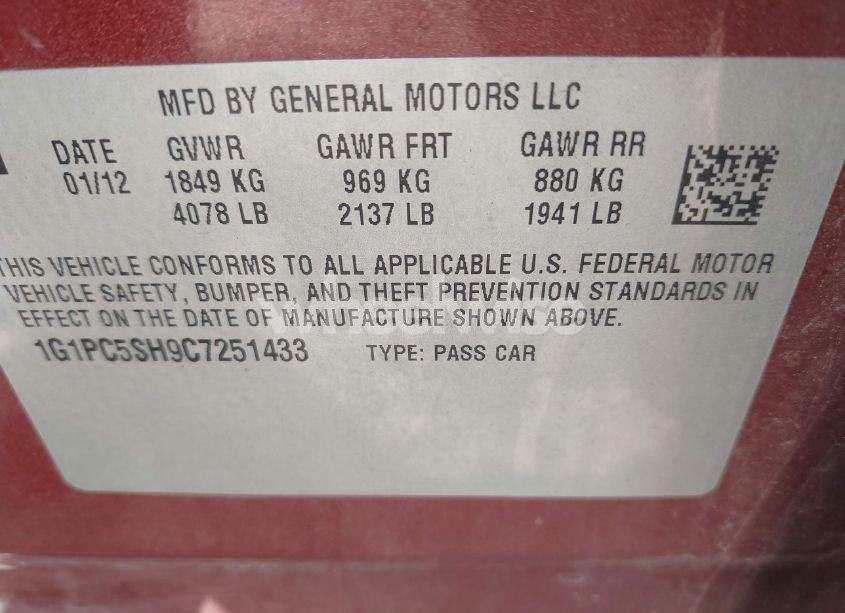 MFD BY GENERAL MOTORS LLC
DATE GVWR GAWR FRT GAWR RR
01/12 1849 KG 969 KG 880 KG
4078 LB 2137 LB 1941 LB
THIS VEHICLE CONFORMS TO ALL APPLICABLE U.S. FEDERAL MOTOR
VEHICLE SAFETY, BUMPER, AND THEFT PREVENTION STANDARDS IN
EFFECT ON THE DATE OF MANUFACTURE SHOWN ABOVE.
1G1PC5SH9C7251433 TYPE: PASS CAR